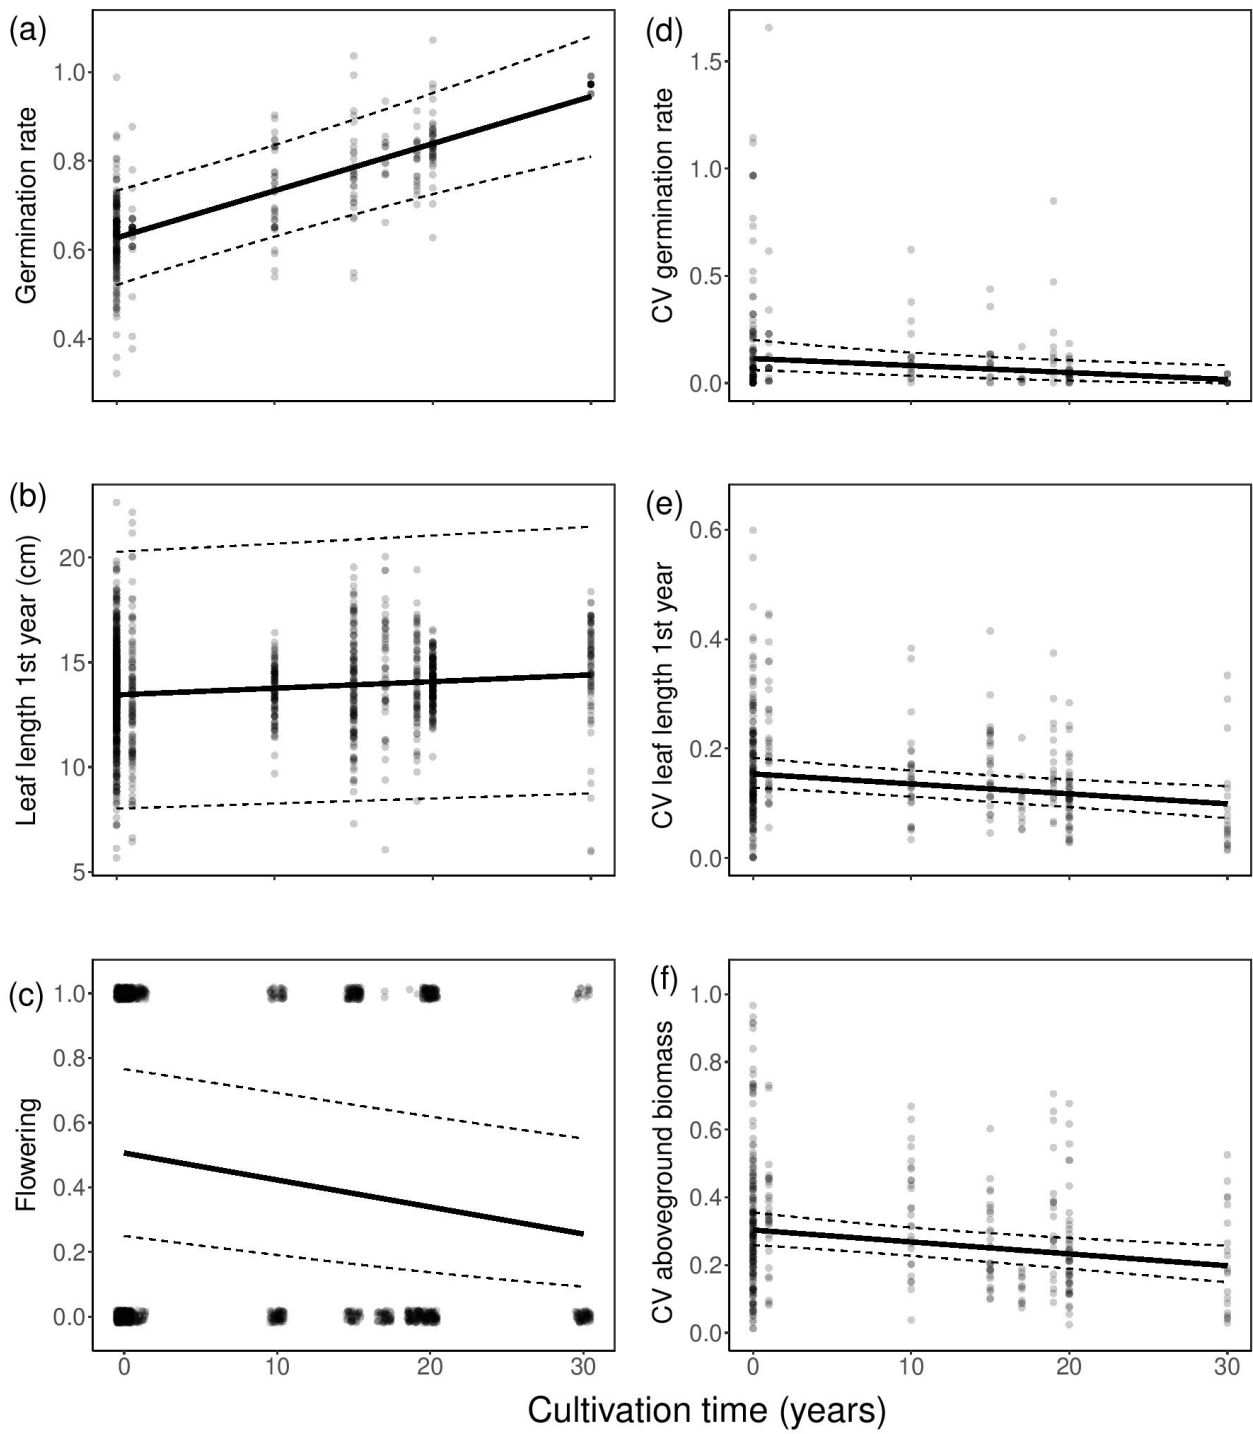 (a)
Germination rate
1.0
0.8
0.6
0.4
(d)
CV germination rate
1.5
1.0
0.5
0.0
(b)
Leaf length 1st year (cm)
20
15
10
5
(e)
CV leaf length 1st year
0.6
0.4
0.2
0.0
(c)
Flowering
1.0
0.8
0.6
0.4
0.2
0.0
0 10 20 30
(f)
CV aboveground biomass
1.0
0.8
0.6
0.4
0.2
0.0
0 10 20 30
Cultivation time (years)